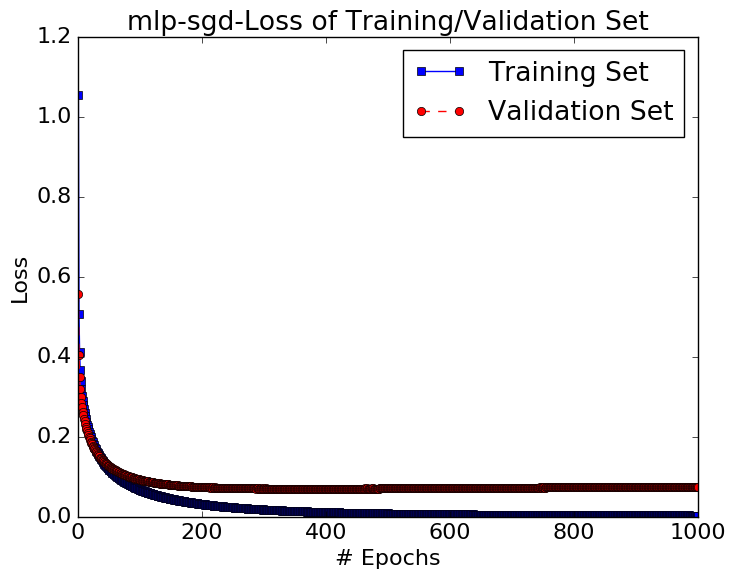 mlp-sgd-Loss of Training/Validation Set
1.2
Training Set
Validation Set
1.0
0.8
0.6
0.4
0.2
0.0
Loss
0 200 400 600 800 1000
# Epochs